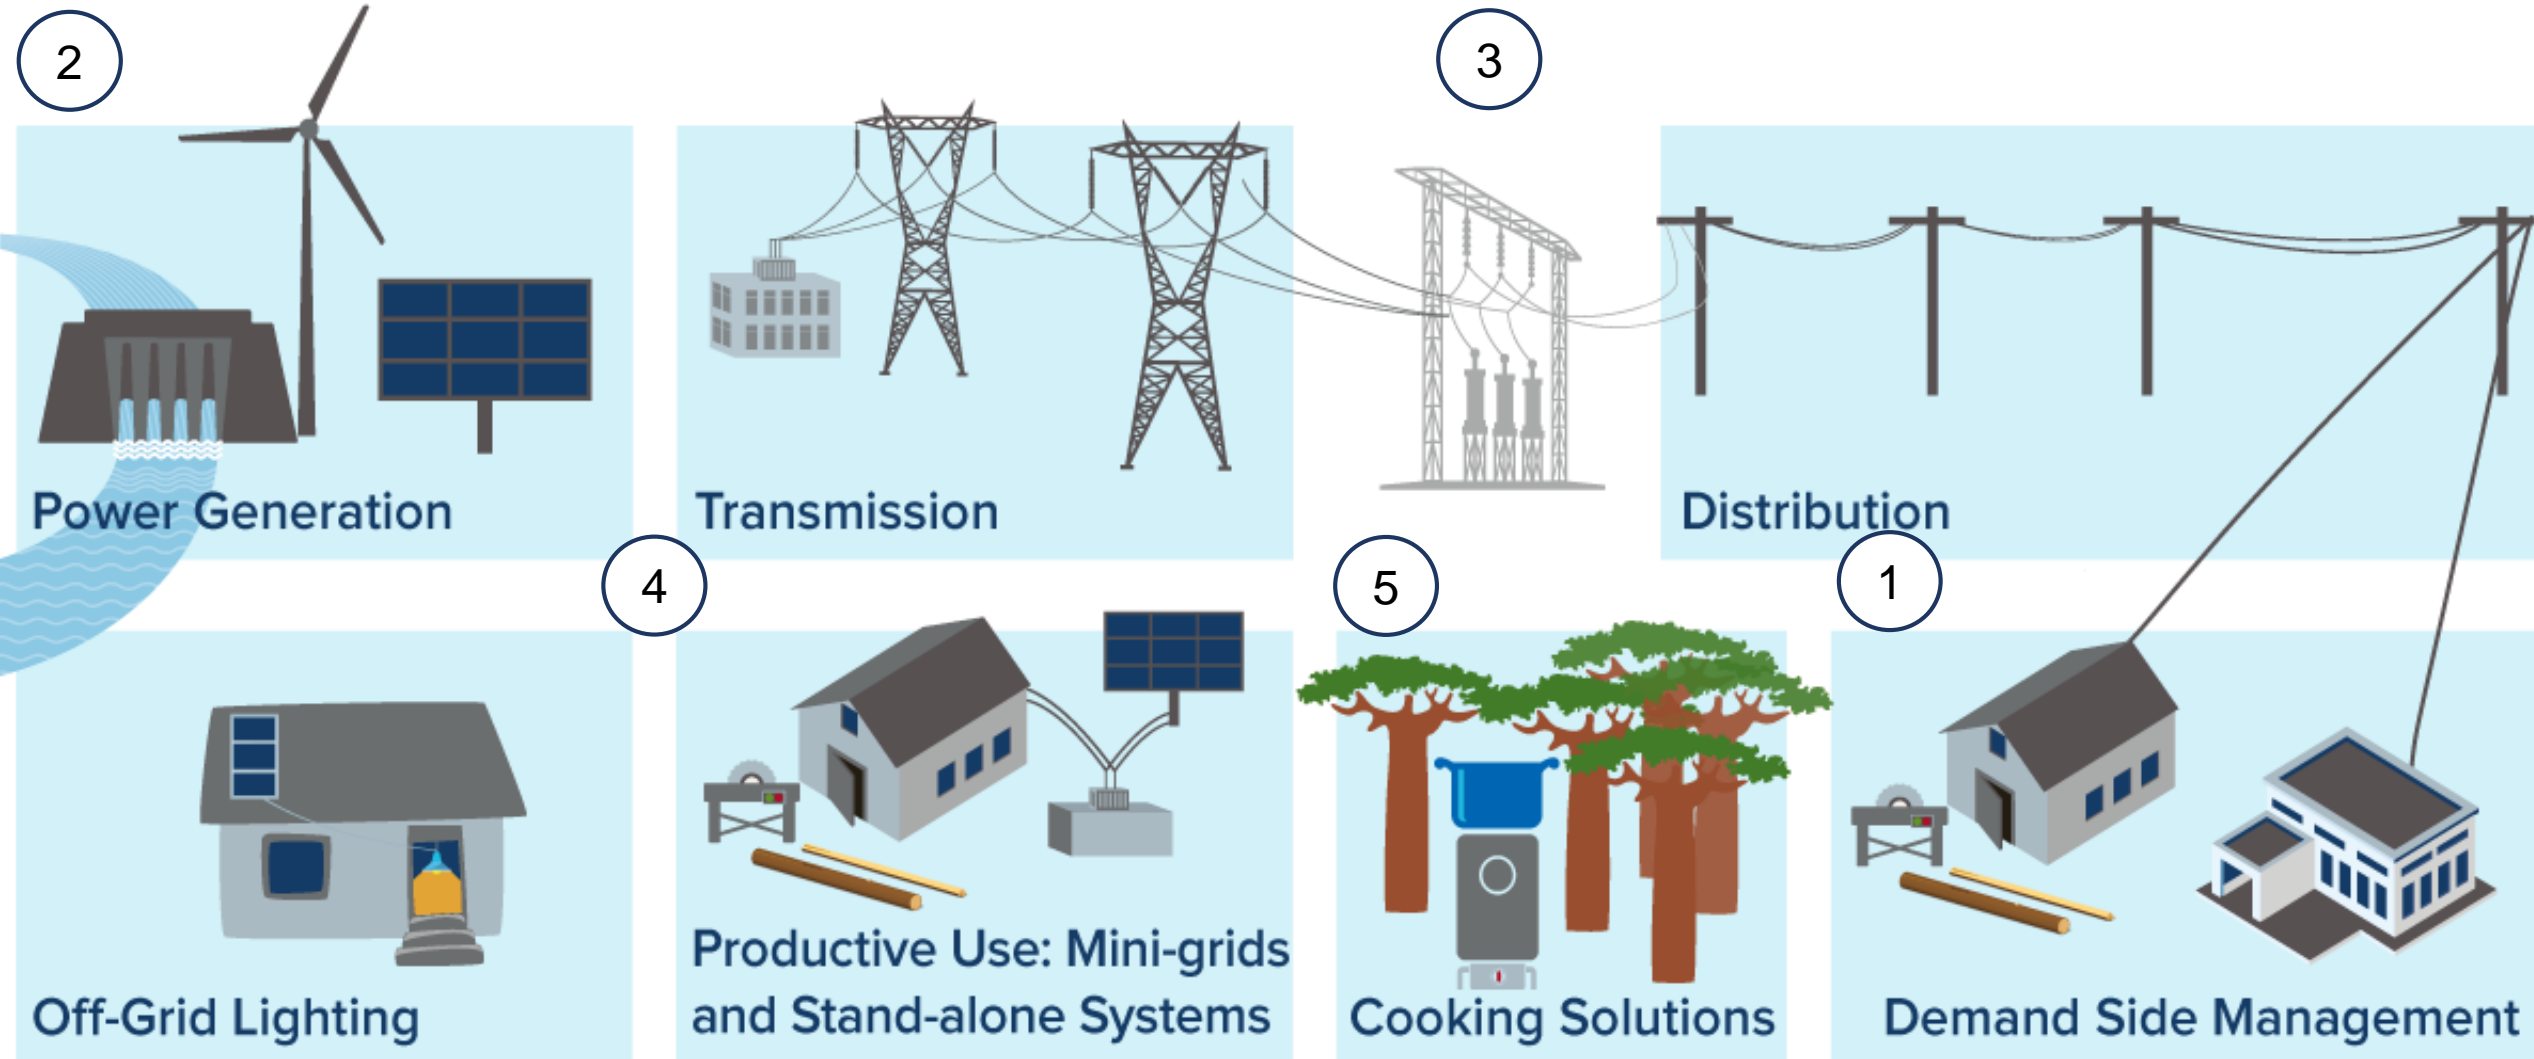 2
3
Power Generation
Transmission
Distribution
4
5
1
Off-Grid Lighting
Productive Use: Mini-grids
and Stand-alone Systems
Cooking Solutions
Demand Side Management